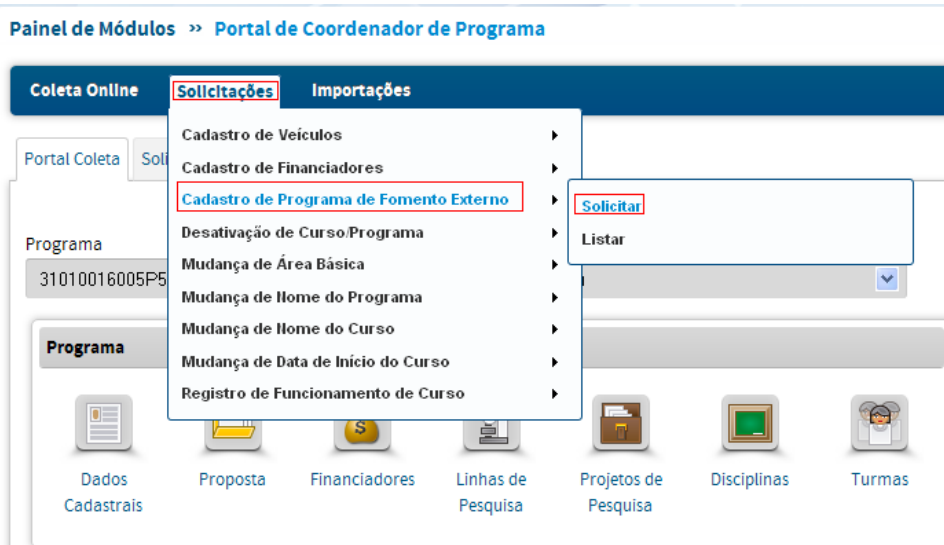 Painel de Módulos » Portal de Coordenador de Programa
Coleta Online Solicitações Importações
Cadastro de Veículos
Portal Coleta Soli
Cadastro de Financiadores
Cadastro de Programa de Fomento Externo
Solicitar
Desativação de Curso/Programa
Listar
Programa
Mudança de Área Básica
31010016005P5
Mudança de Nome do Programa
Mudança de Nome do Curso
Programa
Mudança de Data de Início do Curso
Registro de Funcionamento de Curso
Dados Cadastrais
Proposta
Financiadores
Linhas de Pesquisa
Projetos de Pesquisa
Disciplinas
Turmas